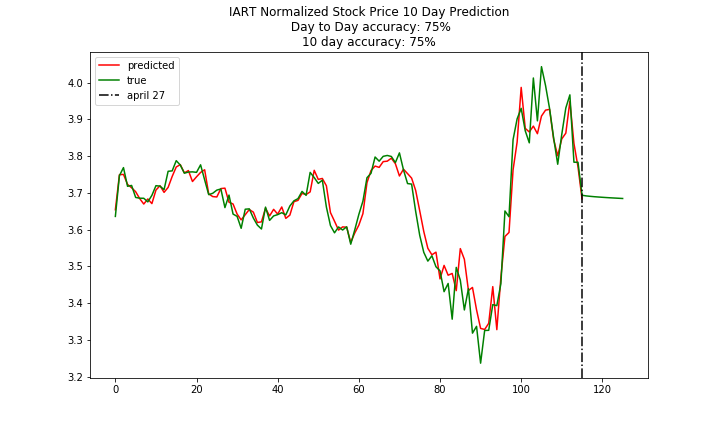 IART Normalized Stock Price 10 Day Prediction
Day to Day accuracy: 75%
10 day accuracy: 75%
predicted
true
april 27
4.0
3.9
3.8
3.7
3.6
3.5
3.4
3.3
3.2
0 20 40 60 80 100 120